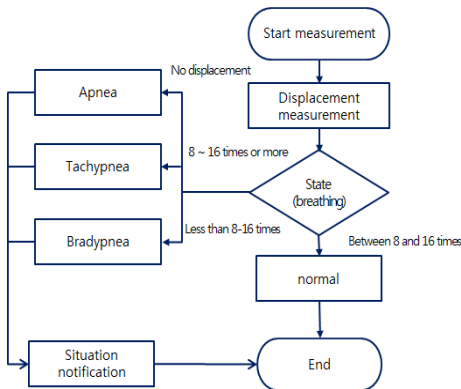 Start measurement
No displacement
Apnea
Displacement
measurement
8 ~ 16 times or more
Tachypnea
State
(breathing)
Less than 8-16 times
Bradypnea
Between 8 and 16 times
normal
Situation
notification
End